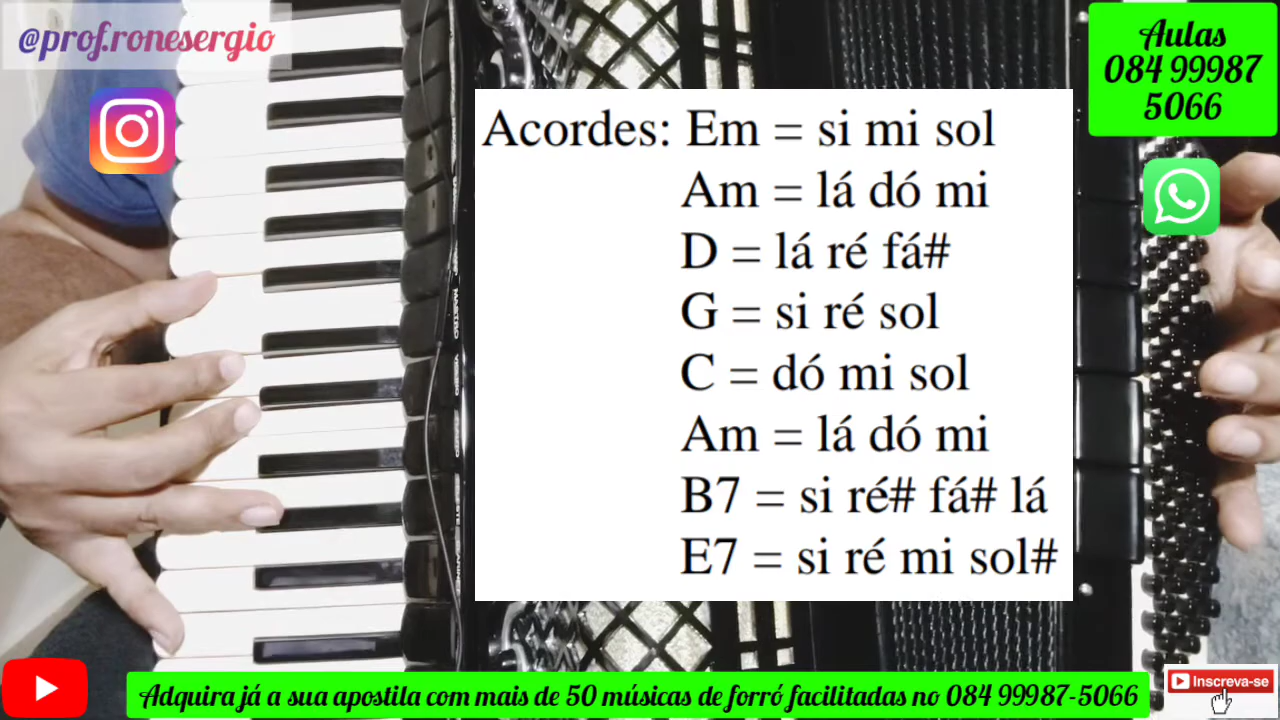 @prof.ronesergio
Aulas
084 99987
5066
Acordes: Em = si mi sol
Am = lá dó mi
D = lá ré fá#
G = si ré sol
C = dó mi sol
Am = lá dó mi
B7 = si ré# fá# lá
E7 = si ré mi sol#
Adquira já a sua apostila com mais de 50 músicas de forró facilitadas no 084 99987-5066
Inscreva-se